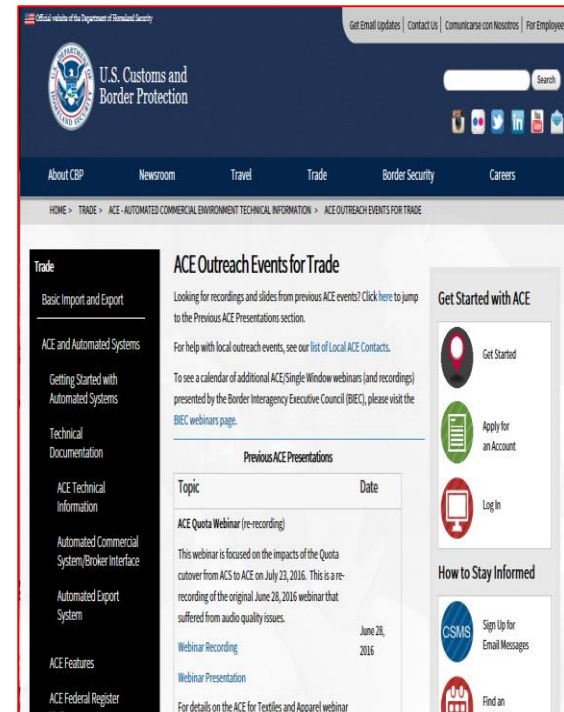 Official website of the Department of Homeland Security
Get Email Updates | Contact Us | Comunicarse con Nosotros | For Employee
U.S. Customs and
Border Protection
Search
About CBP Newsroom Travel Trade Border Security Careers
HOME > TRADE > ACE - AUTOMATED COMMERCIAL ENVIRONMENT TECHNICAL INFORMATION > ACE OUTREACH EVENTS FOR TRADE
Trade
Basic Import and Export
ACE and Automated Systems
Getting Started with
Automated Systems
Technical
Documentation
ACE Technical
Information
Automated Commercial
System/Broker Interface
Automated Export
System
ACE Features
ACE Federal Register
ACE Outreach Events for Trade
Looking for recordings and slides from previous ACE events? Click here to jump
to the Previous ACE Presentations section.
For help with local outreach events, see our list of Local ACE Contacts.
To see a calendar of additional ACE/Single Window webinars (and recordings)
presented by the Border Interagency Executive Council (BIEC), please visit the
BIEC webinars page.
Previous ACE Presentations
Topic Date
ACE Quota Webinar (re-recording)
This webinar is focused on the impacts of the Quota
cutover from ACS to ACE on July 23, 2016. This is a re-
recording of the original June 28, 2016 webinar that
suffered from audio quality issues.
June 28,
2016
Webinar Recording
Webinar Presentation
For details on the ACE for Textiles and Apparel webinar
Get Started with ACE
Get Started
Apply for
an Account
Log In
How to Stay Informed
CSMS
Sign Up for
Email Messages
Find an